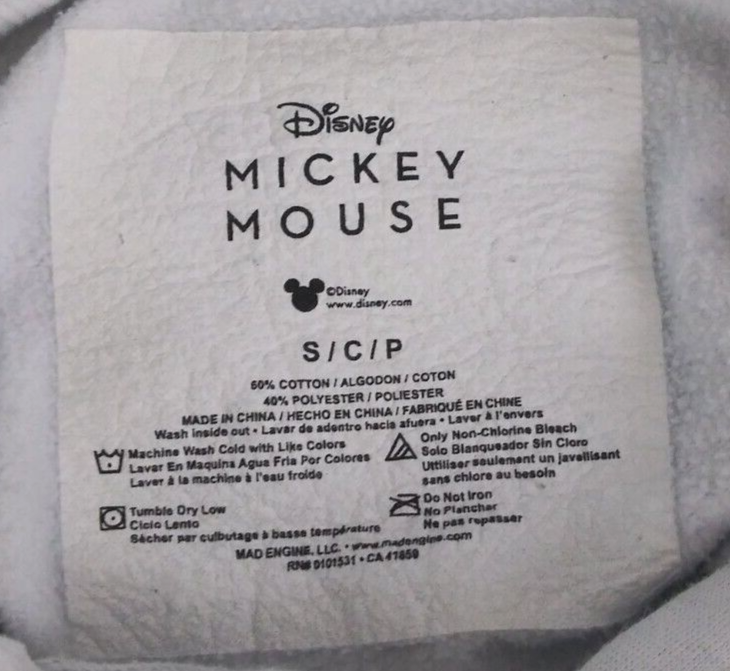 Disney
MICKEY
MOUSE
©Disney
www.disney.com
S/C/P
60% COTTON / ALGODON / COTON
40% POLYESTER / POLIESTER
MADE IN CHINA / HECHO EN CHINA / FABRIQUÉ EN CHINE
Wash inside out • Lavar de adentro hacia afuera • Laver à l'envers
Machine Wash Cold with Like Colors
Lavar En Maquina Agua Fria Por Colores
Laver à la machine à l'eau froide
Only Non-Chlorine Bleach
Solo Blanqueador Sin Cloro
Uttiliser seulement un javellisant
sans chlore au besoin
Tumble Dry Low
Ciclo Lento
Sècher par culbutage à basse température
Do Not Iron
No Planchar
Ne pas repasser
MAD ENGINE, LLC. • www.madengine.com
RN# 0101531 • CA 41859